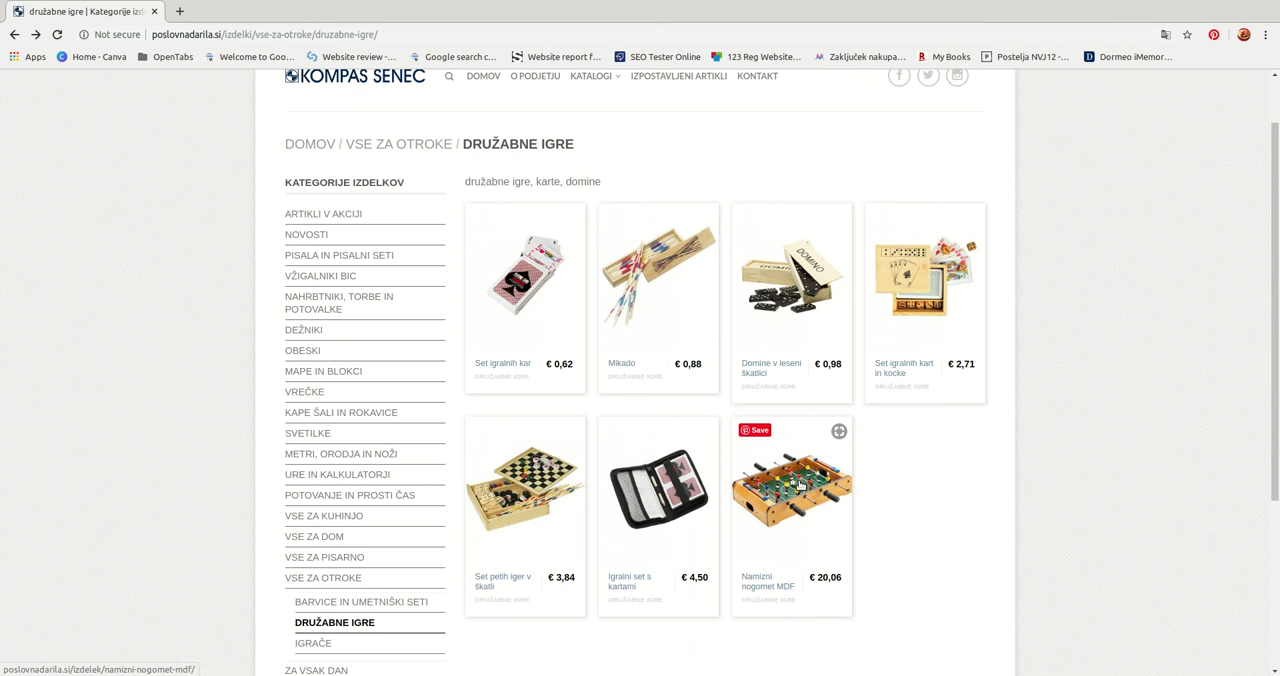 družabne igre | Kategorije izd
Not secure | poslovnadarila.si/izdelki/vse-za-otroke/druzabne-igre/
Apps Home - Canva OpenTabs Welcome to Goo... Website review -... Google search c... Website report f... SEO Tester Online 123 Reg Website... Zaključek nakupa... My Books Postelja NVJ12 -... Dormeo iMemor...
KOMPAS SENEC DOMOV O PODJETJU KATALOGI IZPOSTAVLJENI ARTIKLI KONTAKT
DOMOV / VSE ZA OTROKE / DRUŽABNE IGRE
KATEGORIJE IZDELKOV
ARTIKLI V AKCIJI
NOVOSTI
PISALA IN PISALNI SETI
VŽIGALNIKI BIC
NAHRBTNIKI, TORBE IN
POTOVALKE
DEŽNIKI
OBESKI
MAPE IN BLOKCI
VREČKE
KAPE ŠALI IN ROKAVICE
SVETILKE
METRI, ORODJA IN NOŽI
URE IN KALKULATORJI
POTOVANJE IN PROSTI ČAS
VSE ZA KUHINJO
VSE ZA DOM
VSE ZA PISARNO
VSE ZA OTROKE
BARVICE IN UMETNIŠKI SETI
DRUŽABNE IGRE
IGRAČE
ZA VSAK DAN
družabne igre, karte, domine
Set igralnih kar € 0,62
DRUŽABNE IGRE
Mikado € 0,88
DRUŽABNE IGRE
DOMINO
Domine v leseni € 0,98
škatlici
DRUŽABNE IGRE
Set igralnih kart € 2,71
in kocke
DRUŽABNE IGRE
Set petih iger v € 3,84
škatli
DRUŽABNE IGRE
Igralni set s € 4,50
kartami
DRUŽABNE IGRE
Save
Namizni € 20,06
nogomet MDF
DRUŽABNE IGRE
poslovnadarila.si/izdelek/namizni-nogomet-mdf/